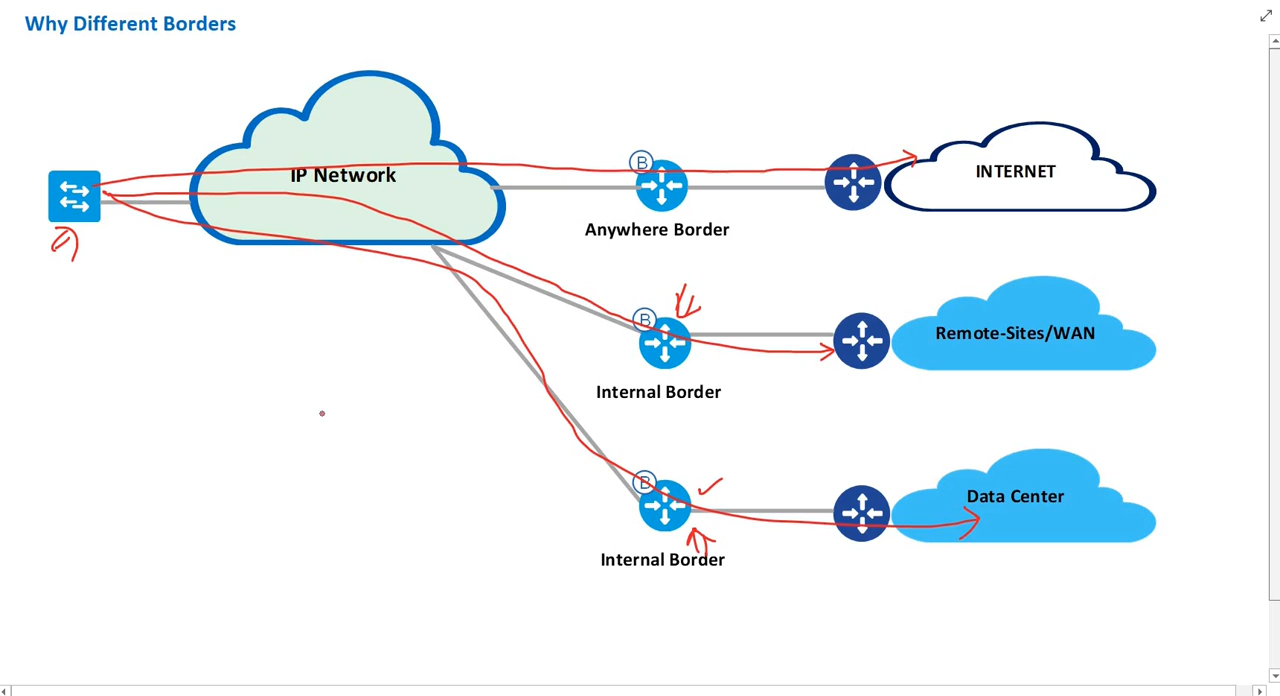 Why Different Borders
IP Network
B
Anywhere Border
INTERNET
B
Internal Border
Remote-Sites/WAN
B
Internal Border
Data Center